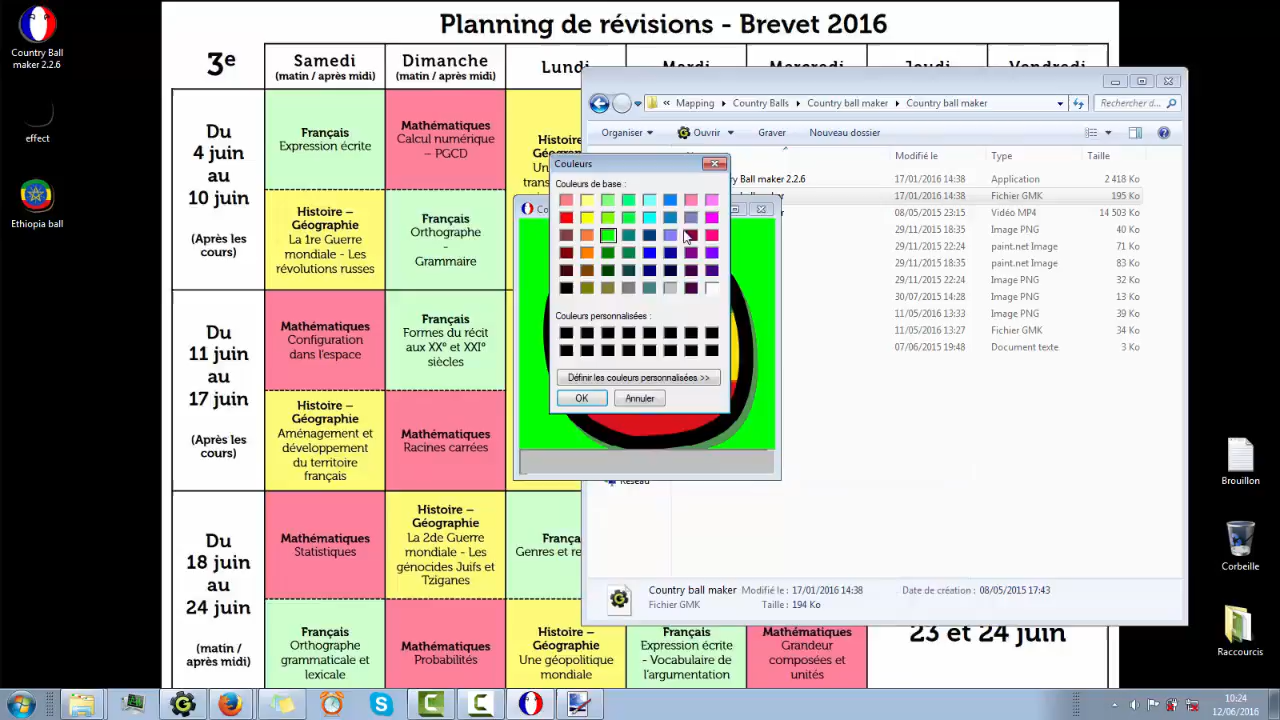 Country Ball
maker 2.2.6
effect
Ethiopia ball
Planning de révisions - Brevet 2016
3e
Samedi
(matin / après midi)
Dimanche
(matin / après midi)
Lundi
Mardi
Mercredi
Jeudi
Vendredi
Du
4 juin
au
10 juin
(Après les
cours)
Français
Expression écrite
Mathématiques
Calcul numérique
– PGCD
Histoire –
Histoire –
Géographie
La 1re Guerre
mondiale - Les
révolutions russes
Français
Orthographe
-
Grammaire
Du
11 juin
au
17 juin
(Après les
cours)
Mathématiques
Configuration
dans l'espace
Français
Formes du récit
aux XX° et XXI°
siècles
Histoire –
Géographie
Aménagement et
développement
du territoire
français
Mathématiques
Racines carrées
Du
18 juin
au
24 juin
(matin /
après midi)
Mathématiques
Statistiques
Histoire –
Géographie
La 2de Guerre
mondiale - Les
génocides Juifs et
Tziganes
Genres et
Français
Orthographe
grammaticale et
lexicale
Mathématiques
Probabilités
Histoire –
Géographie
Une géopolitique
mondiale
Français
Expression écrite
- Vocabulaire de
l'argumentation
Mathématiques
Grandeur
composées et
unités
23 et 24 juin
« Mapping Country Balls Country ball maker Country ball maker
Rechercher d...
Organiser Ouvrir Graver Nouveau dossier
Modifié le Type Taille
ry Ball maker 2.2.6 17/01/2016 14:38 Application 2 418 Ko
17/01/2016 14:38 Fichier GMK 195 Ko
08/05/2015 23:15 Vidéo MP4 14 503 Ko
29/11/2015 18:35 Image PNG 40 Ko
29/11/2015 22:24 paint.net Image 71 Ko
29/11/2015 18:35 paint.net Image 83 Ko
29/11/2015 22:24 Image PNG 32 Ko
30/07/2015 14:28 Image PNG 13 Ko
11/05/2016 13:33 Image PNG 39 Ko
11/05/2016 13:27 Fichier GMK 34 Ko
07/06/2015 19:48 Document texte 3 Ko
Réseau
Country ball maker Modifié le : 17/01/2016 14:38 Date de création : 08/05/2015 17:43
Fichier GMK Taille : 194 Ko
Co
Couleurs
Couleurs de base :
Couleurs personnalisées :
Définir les couleurs personnalisées >>
OK Annuler
Brouillon
Corbeille
Raccourcis
10:24
12/06/2016